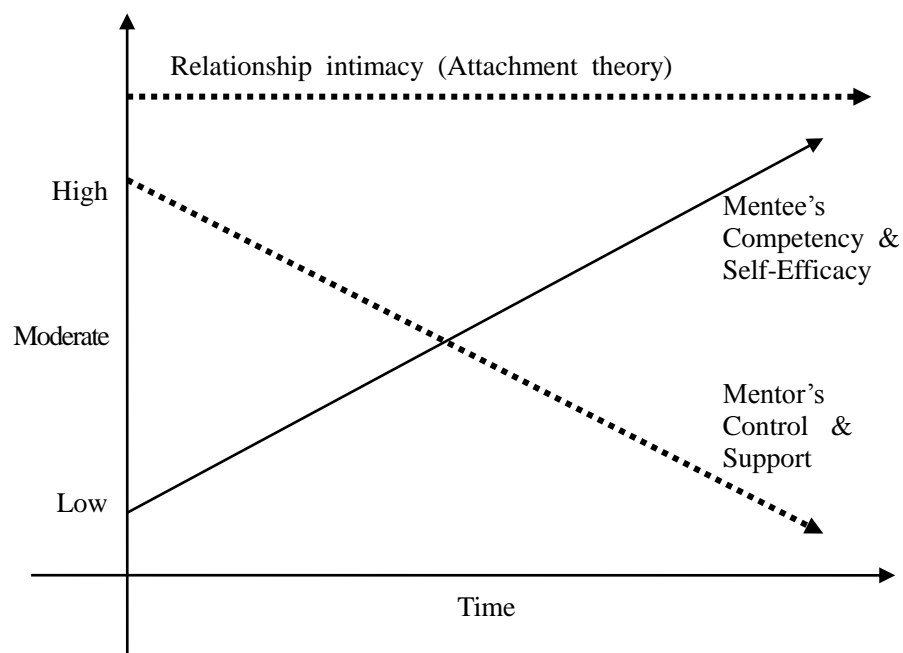 Relationship intimacy (Attachment theory)
High
Mentee’s
Competency &
Self-Efficacy
Moderate
Mentor’s
Control &
Support
Low
Time